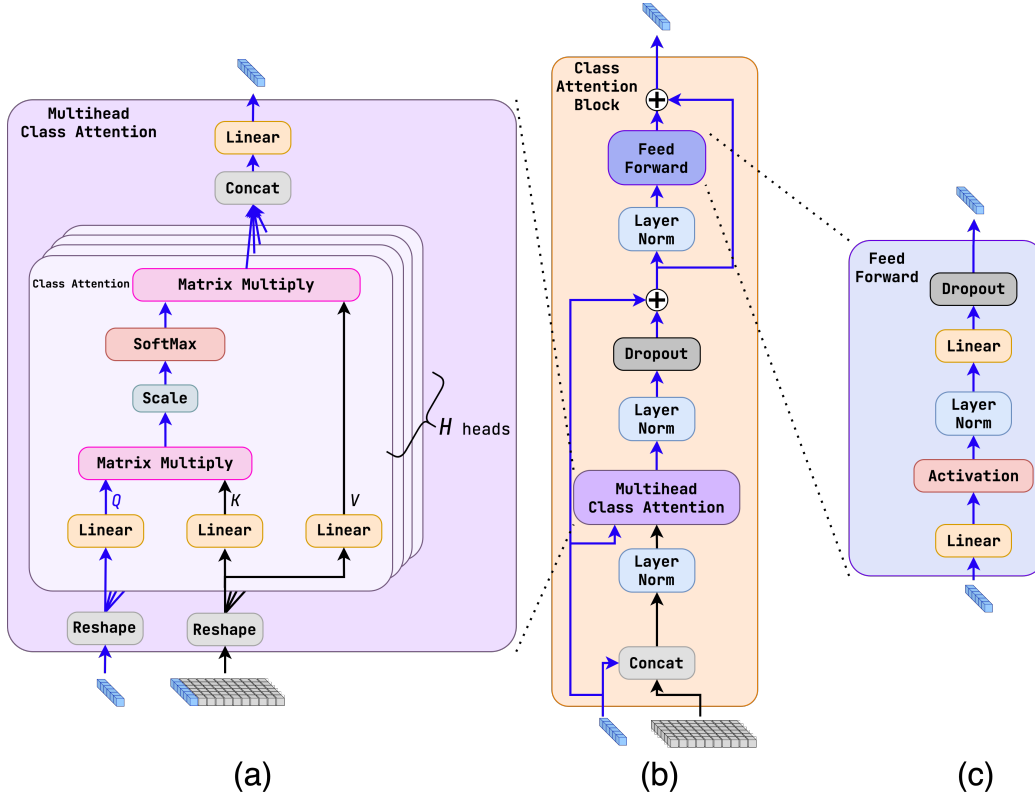 Multihead
Class Attention
Linear
Concat
Class Attention
Matrix Multiply
SoftMax
Scale
H heads
Matrix Multiply
Q
K
V
Linear
Linear
Linear
Reshape
Reshape
(a)
Class
Attention
Block
Feed
Forward
Layer
Norm
Dropout
Layer
Norm
Multihead
Class Attention
Layer
Norm
Concat
(b)
Feed
Forward
Dropout
Linear
Layer
Norm
Activation
Linear
(c)